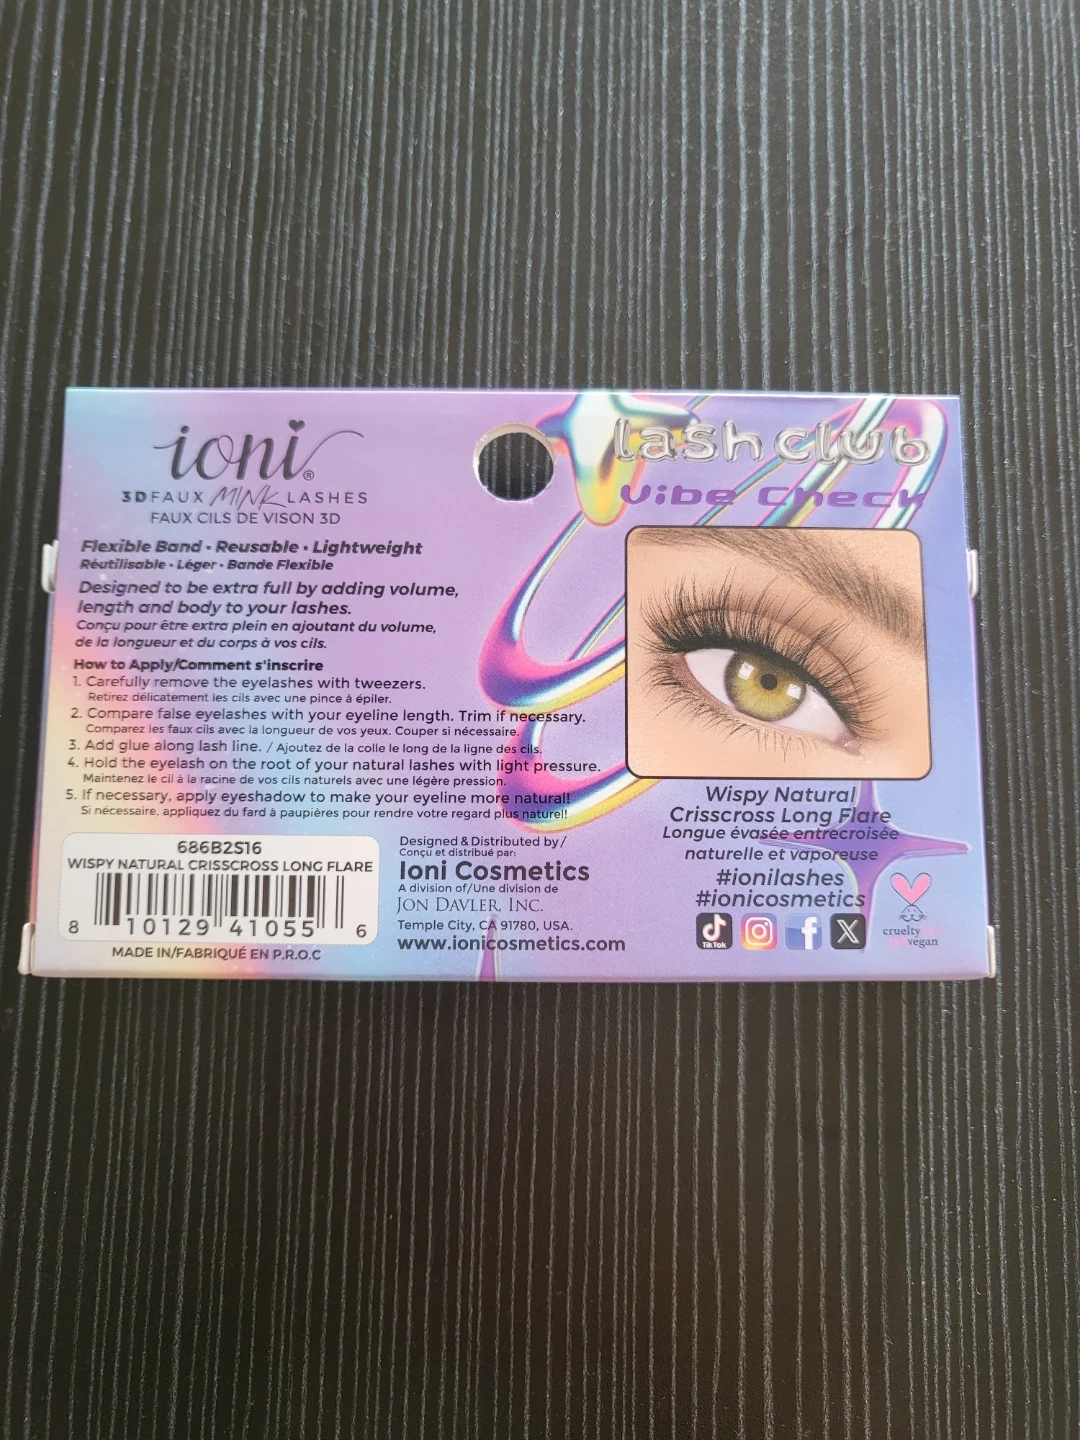 ioni®
3D FAUX MINK LASHES
FAUX CILS DE VISON 3D
Flexible Band • Reusable • Lightweight
Réutilisable • Léger • Bande Flexible
Designed to be extra full by adding volume,
length and body to your lashes.
Conçu pour être extra plein en ajoutant du volume,
de la longueur et du corps à vos cils.
How to Apply/Comment s'inscrire
1. Carefully remove the eyelashes with tweezers.
Retirez délicatement les cils avec une pince à épiler.
2. Compare false eyelashes with your eyeline length. Trim if necessary.
Comparez les faux cils avec la longueur de vos yeux. Couper si nécessaire.
3. Add glue along lash line. / Ajoutez de la colle le long de la ligne des cils.
4. Hold the eyelash on the root of your natural lashes with light pressure.
Maintenez le cil à la racine de vos cils naturels avec une légère pression.
5. If necessary, apply eyeshadow to make your eyeline more natural!
Si nécessaire, appliquez du fard à paupières pour rendre votre regard plus naturel!
686B2S16
WISPY NATURAL CRISSCROSS LONG FLARE
8 10129 41055 6
MADE IN/FABRIQUÉ EN P.R.O.C
Designed & Distributed by/
Conçu et distribué par:
Ioni Cosmetics
A division of/Une division de
JON DAVLER, INC.
Temple City, CA 91780, USA.
www.ionicosmetics.com
lash club
Vibe Check
Wispy Natural
Crisscross Long Flare
Longue évasée entrecroisée
naturelle et vaporeuse
#ionilashes
#ionicosmetics
TikTok
cruelty free
vegan